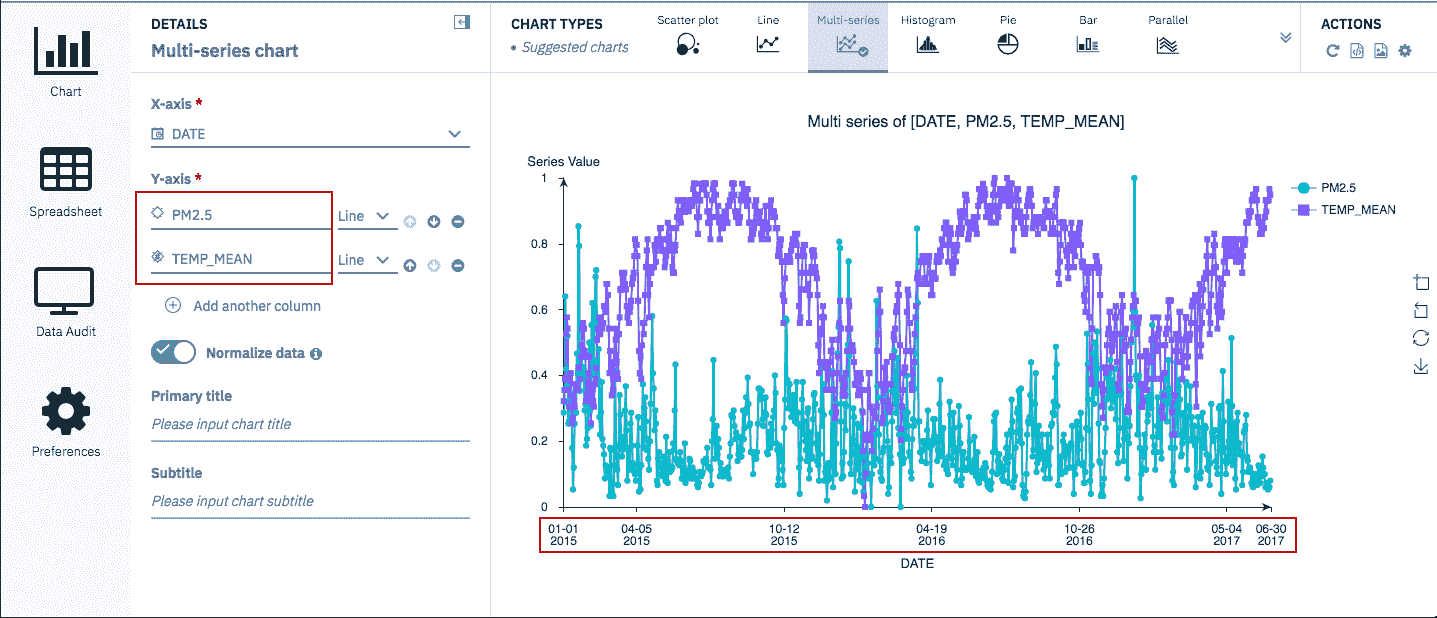 Chart
Spreadsheet
Data Audit
Preferences
DETAILS
Multi-series chart
X-axis *
DATE
Y-axis *
PM2.5
Line
TEMP_MEAN
Line
Add another column
Normalize data
Primary title
Please input chart title
Subtitle
Please input chart subtitle
CHART TYPES
• Suggested charts
Scatter plot
Line
Multi-series
Histogram
Pie
Bar
Parallel
ACTIONS
Multi series of [DATE, PM2.5, TEMP_MEAN]
Series Value
PM2.5
TEMP_MEAN
1
0.8
0.6
0.4
0.2
0
01-01 2015
04-05 2015
10-12 2015
04-19 2016
10-26 2016
05-04 2017
06-30 2017
DATE